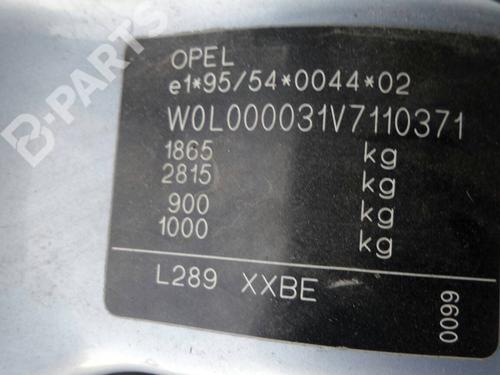 OPEL
e1*95/54*0044*02
W0L000031V7110371
1865 kg
2815 kg
900 kg
1000 kg
L289 XXBE
0099
B-PARTS